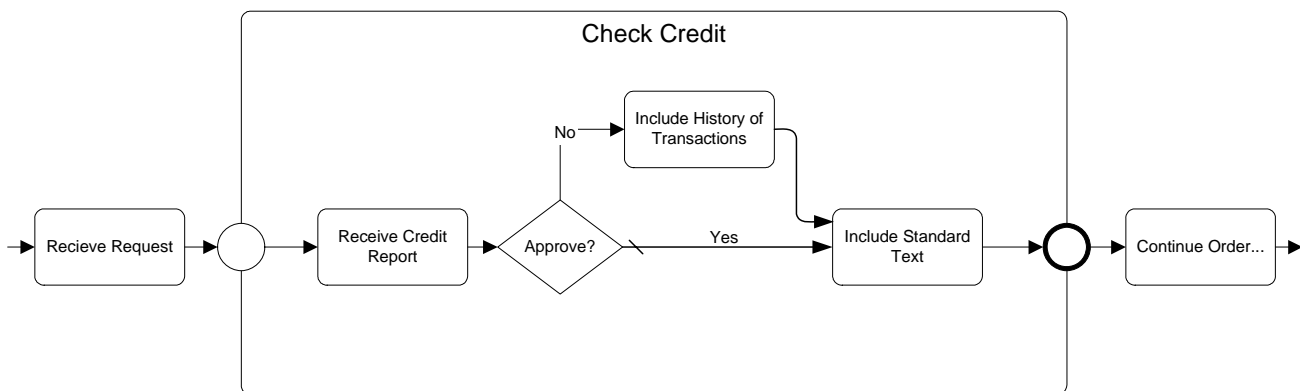 Check Credit
Include History of
Transactions
No
Recieve Request
Receive Credit
Report
Approve?
Yes
Include Standard
Text
Continue Order...